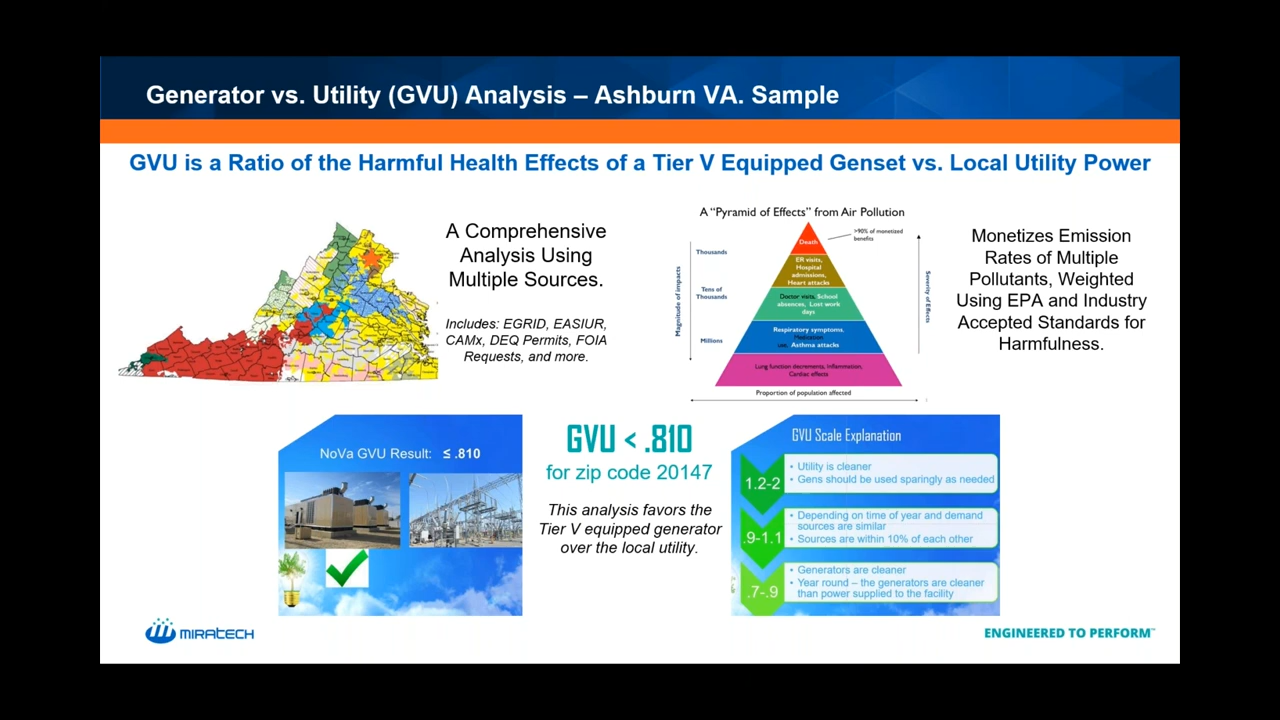 Generator vs. Utility (GVU) Analysis – Ashburn VA. Sample
GVU is a Ratio of the Harmful Health Effects of a Tier V Equipped Genset vs. Local Utility Power
A Comprehensive
Analysis Using
Multiple Sources.
Includes: EGRID, EASIUR,
CAMx, DEQ Permits, FOIA
Requests, and more.
A "Pyramid of Effects" from Air Pollution
Magnitude of impacts
Thousands
Tens of
Thousands
Millions
Death
ER visits,
Hospital
admissions,
Heart attacks
Doctor visits, School
absences, Lost work
days
Respiratory symptoms,
Medication
use, Asthma attacks
Lung function decrements, Inflammation,
Cardiac effects
>90% of monetized
benefits
Severity of Effects
Proportion of population affected
Monetizes Emission
Rates of Multiple
Pollutants, Weighted
Using EPA and Industry
Accepted Standards for
Harmfulness.
NoVa GVU Result: ≤ .810
GVU < .810
for zip code 20147
This analysis favors the
Tier V equipped generator
over the local utility.
GVU Scale Explanation
1.2-2
• Utility is cleaner
• Gens should be used sparingly as needed
.9-1.1
• Depending on time of year and demand
sources are similar
• Sources are within 10% of each other
.7-.9
• Generators are cleaner
• Year round – the generators are cleaner
than power supplied to the facility
MIRATECH
ENGINEERED TO PERFORM™